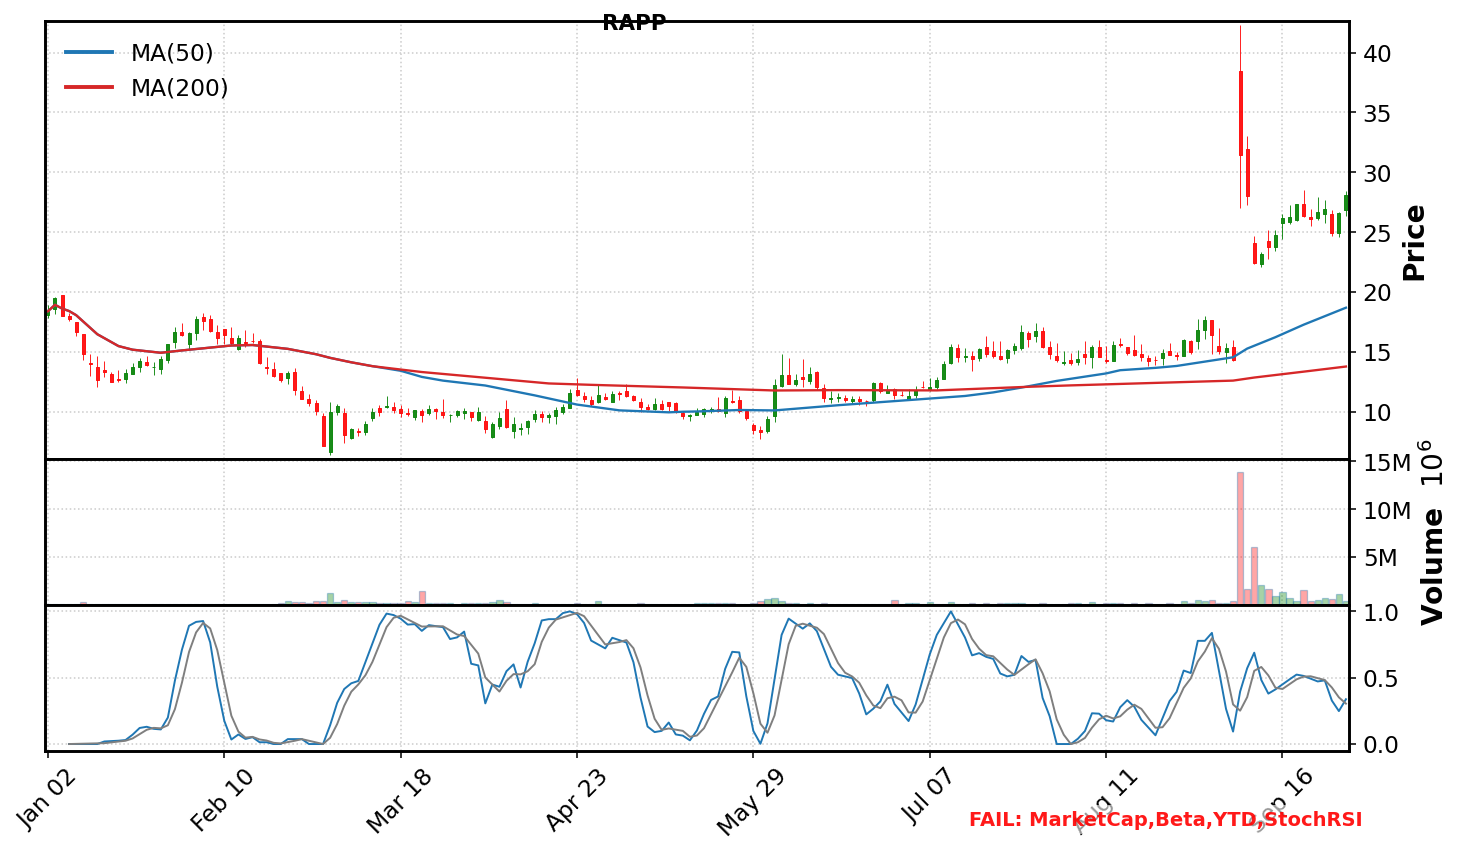 RAPP
MA(50)
MA(200)
40
35
30
25
20
15
10
Price
15M
10M
5M
Volume 10^6
1.0
0.5
0.0
Jan 02
Feb 10
Mar 18
Apr 23
May 29
Jul 07
Aug 11
Sep 16
FAIL: MarketCap,Beta,YTD,StochRSI